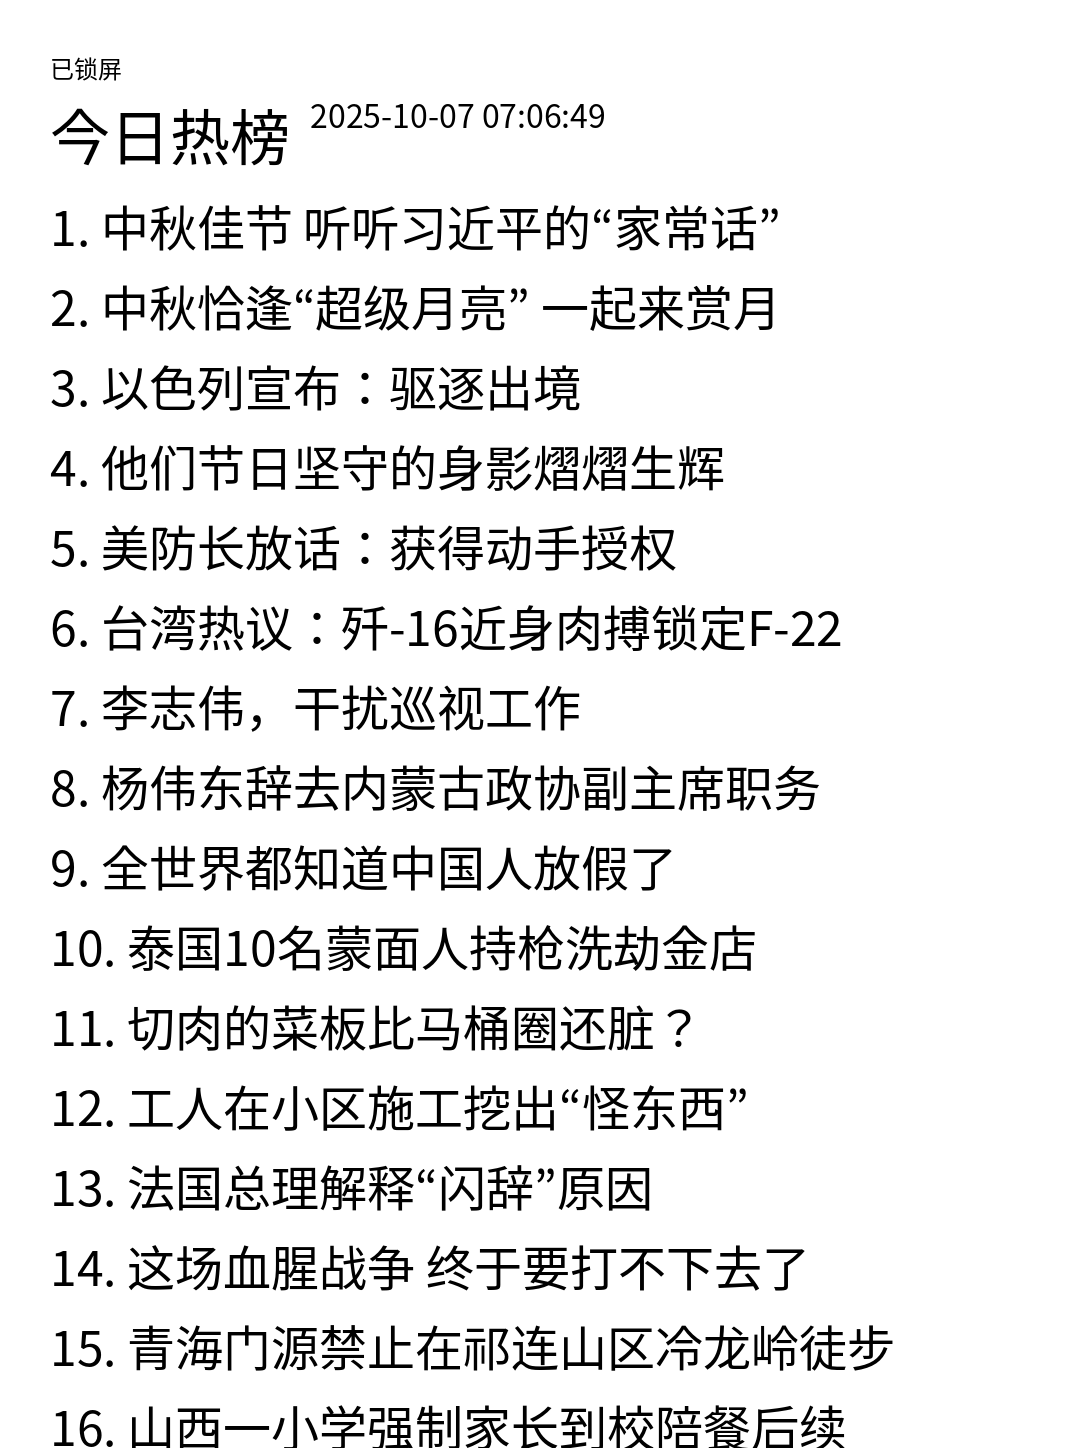 已锁屏
今日热榜 2025-10-07 07:06:49
1. 中秋佳节 听听习近平的“家常话”
2. 中秋恰逢“超级月亮” 一起来赏月
3. 以色列宣布：驱逐出境
4. 他们节日坚守的身影熠熠生辉
5. 美防长放话：获得动手授权
6. 台湾热议：歼-16近身肉搏锁定F-22
7. 李志伟，干扰巡视工作
8. 杨伟东辞去内蒙古政协副主席职务
9. 全世界都知道中国人放假了
10. 泰国10名蒙面人持枪洗劫金店
11. 切肉的菜板比马桶圈还脏？
12. 工人在小区施工挖出“怪东西”
13. 法国总理解释“闪辞”原因
14. 这场血腥战争 终于要打不下去了
15. 青海门源禁止在祁连山区冷龙岭徒步
16. 山西一小学强制家长到校陪餐后续